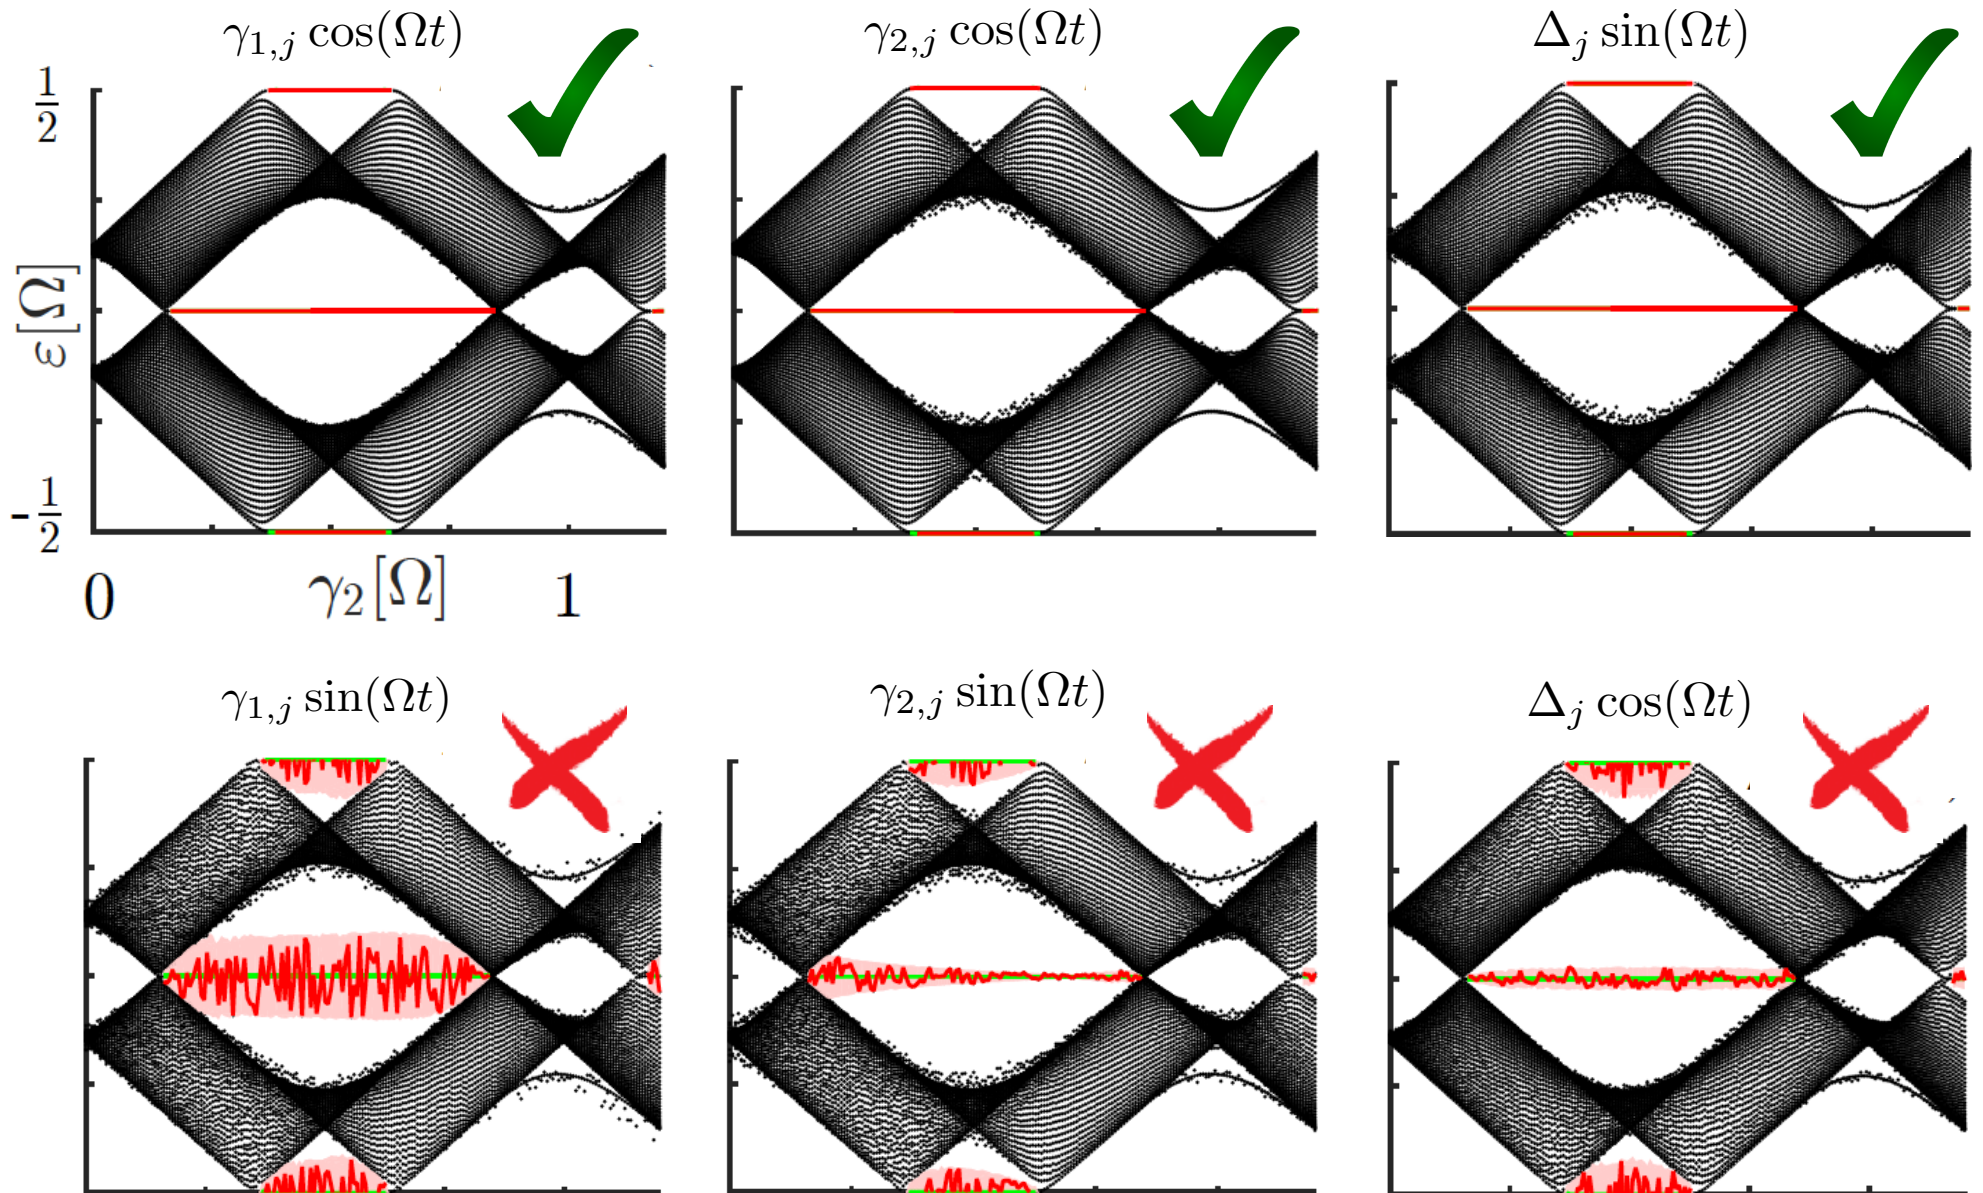 γ₁,ⱼ cos(Ωt)
γ₂,ⱼ cos(Ωt)
Δⱼ sin(Ωt)
1/2
ε[Ω]
-1/2
0
γ₂[Ω]
1
γ₁,ⱼ sin(Ωt)
γ₂,ⱼ sin(Ωt)
Δⱼ cos(Ωt)